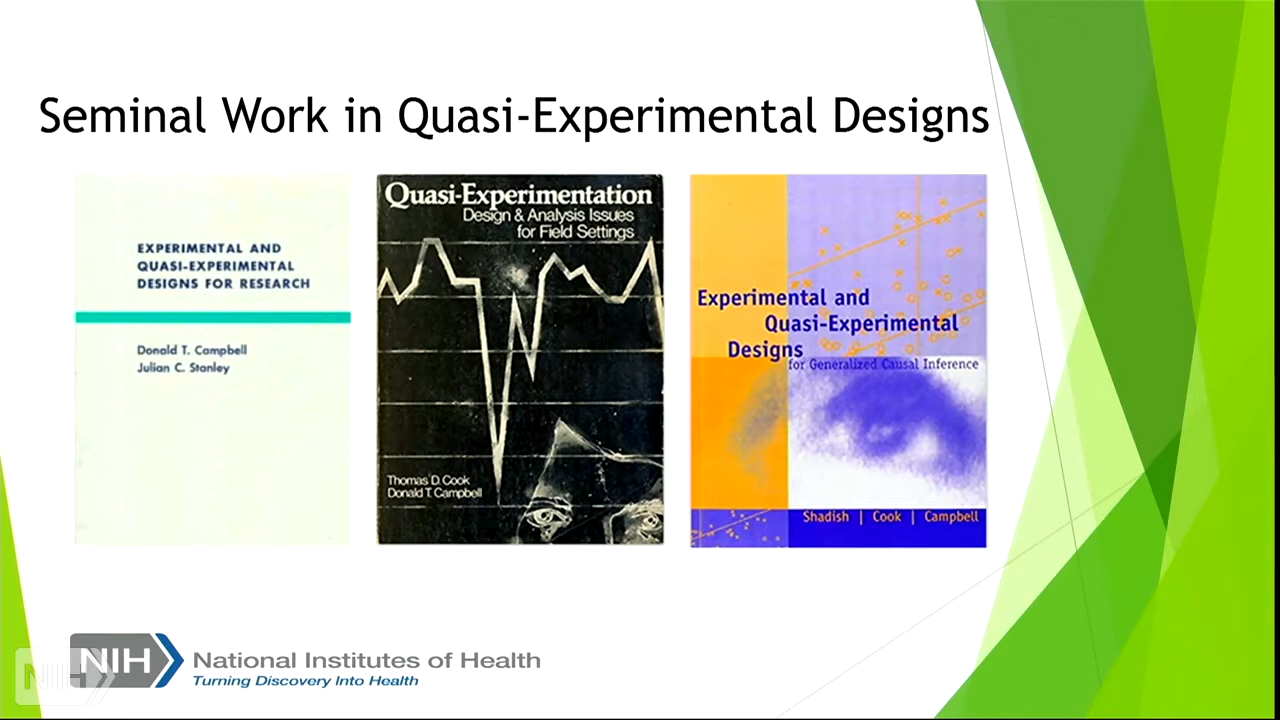 Seminal Work in Quasi-Experimental Designs
EXPERIMENTAL AND
QUASI-EXPERIMENTAL
DESIGNS FOR RESEARCH
Donald T. Campbell
Julian C. Stanley
Quasi-Experimentation
Design & Analysis Issues
for Field Settings
Thomas D. Cook
Donald T. Campbell
Experimental and
Quasi-Experimental
Designs
for Generalized Causal Inference
Shadish | Cook | Campbell
NIH National Institutes of Health
Turning Discovery Into Health
NIH